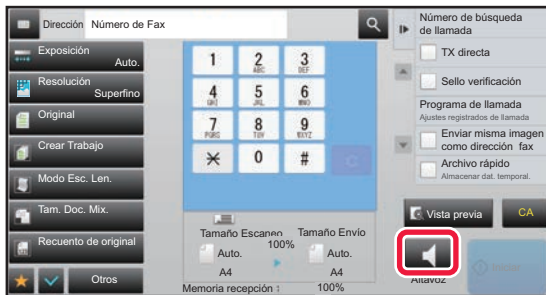 Dirección Número de Fax
Número de búsqueda
de llamada
Exposición
Auto.
Resolución
Superfino
Original
Crear Trabajo
Modo Esc. Len.
Tam. Doc. Mix.
Recuento de original
Otros
1 2 3
ABC DEF
4 5 6
GHI JKL MNO
7 8 9
PQRS TUV WXYZ
0 #
C
Tamaño Escaneo Tamaño Envío
100%
Auto. Auto.
A4 A4
Memoria recepción : 100%
TX directa
Sello verificación
Programa de llamada
Ajustes registrados de llamada
Enviar misma imagen
como dirección fax
Archivo rápido
Almacenar dat. temporal.
Vista previa CA
Altavoz